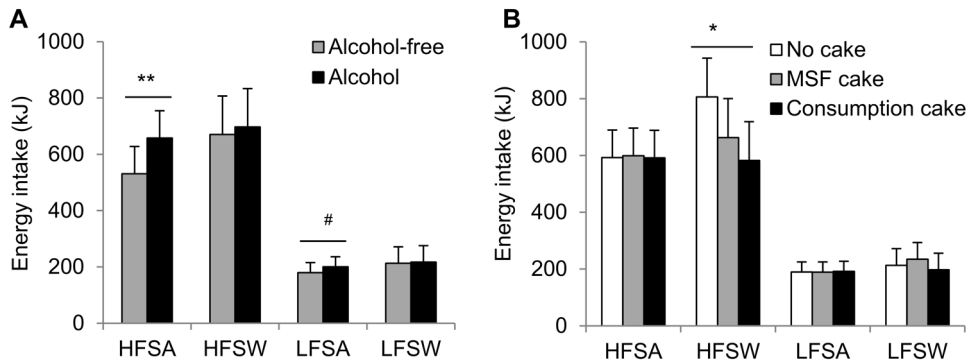 A
Energy intake (kJ)
1000
800
600
400
200
0
Alcohol-free
Alcohol
**
#
HFSA HFSW LFSA LFSW
B
Energy intake (kJ)
1000
800
600
400
200
0
*
No cake
MSF cake
Consumption cake
HFSA HFSW LFSA LFSW